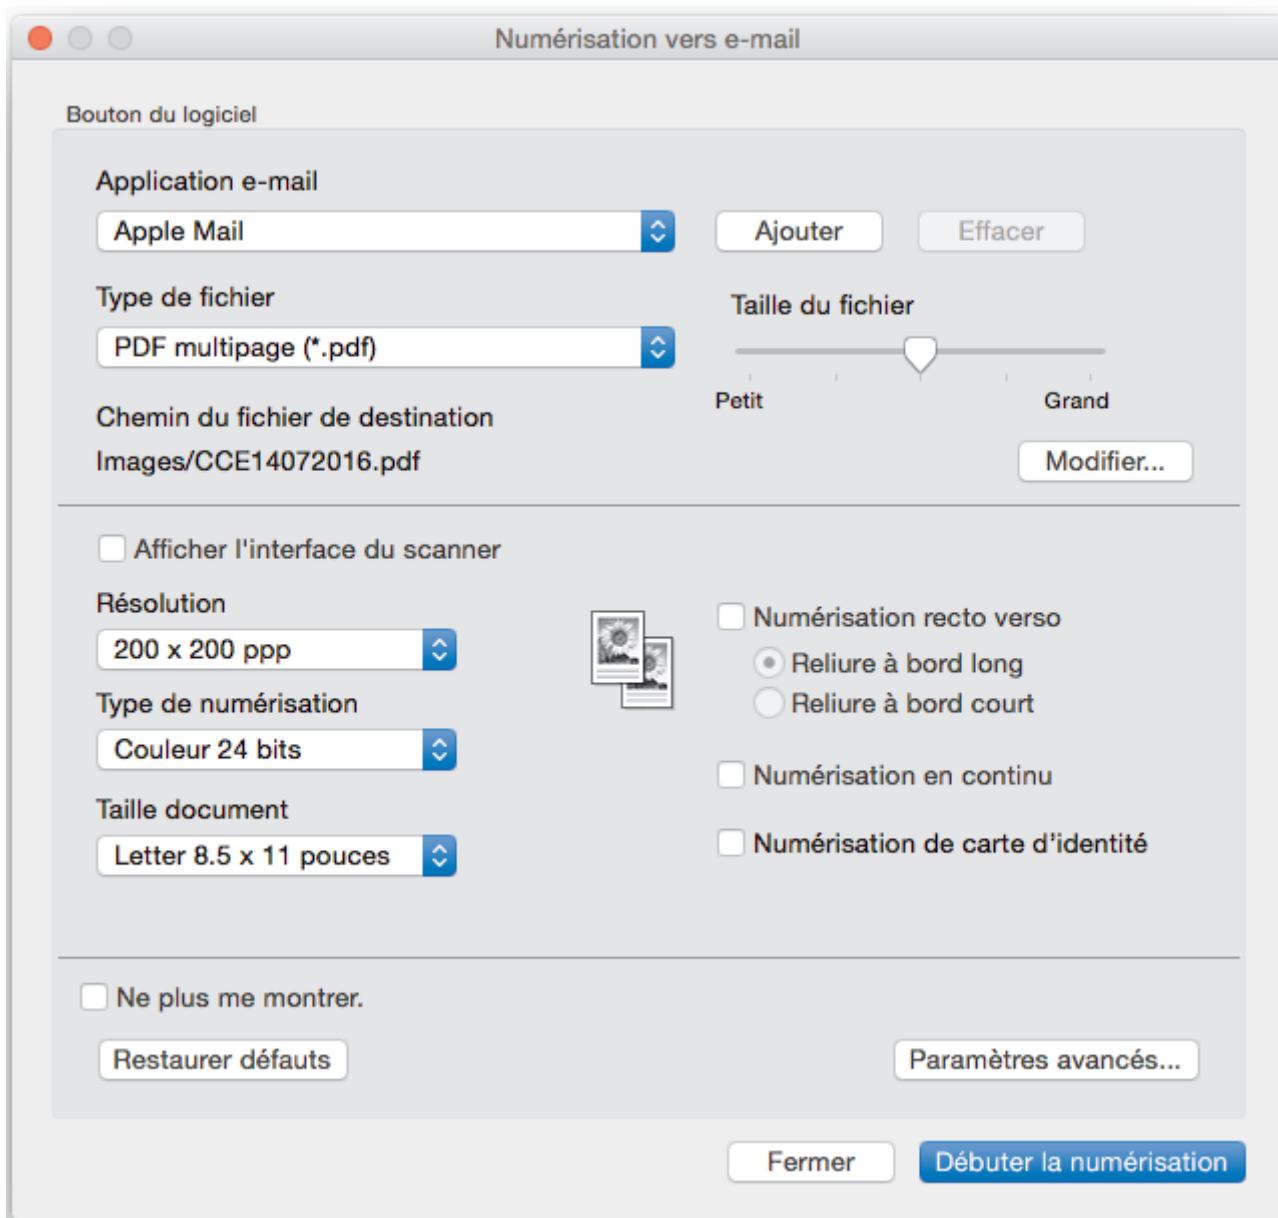 Numérisation vers e-mail
Bouton du logiciel
Application e-mail
Apple Mail
Ajouter
Effacer
Type de fichier
Taille du fichier
PDF multipage (*.pdf)
Petit
Grand
Chemin du fichier de destination
Images/CCE14072016.pdf
Modifier...
Afficher l'interface du scanner
Résolution
Numérisation recto verso
200 x 200 ppp
Reliure à bord long
Type de numérisation
Reliure à bord court
Couleur 24 bits
Numérisation en continu
Taille document
Numérisation de carte d'identité
Letter 8.5 x 11 pouces
Ne plus me montrer.
Restaurer défauts
Paramètres avancés...
Fermer
Débuter la numérisation